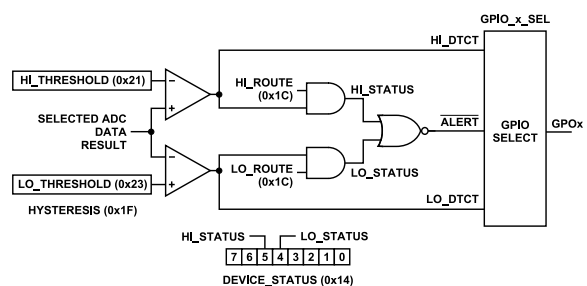 GPIO_x_SEL
HI_DTCT
HI_THRESHOLD (0x21)
−
+
HI_ROUTE
(0x1C)
HI_STATUS
SELECTED ADC
DATA
RESULT
ALERT
GPIO
SELECT
GPOx
−
+
LO_THRESHOLD (0x23)
LO_ROUTE
(0x1C)
LO_STATUS
HYSTERESIS (0x1F)
LO_DTCT
HI_STATUS
LO_STATUS
7 6 5 4 3 2 1 0
DEVICE_STATUS (0x14)